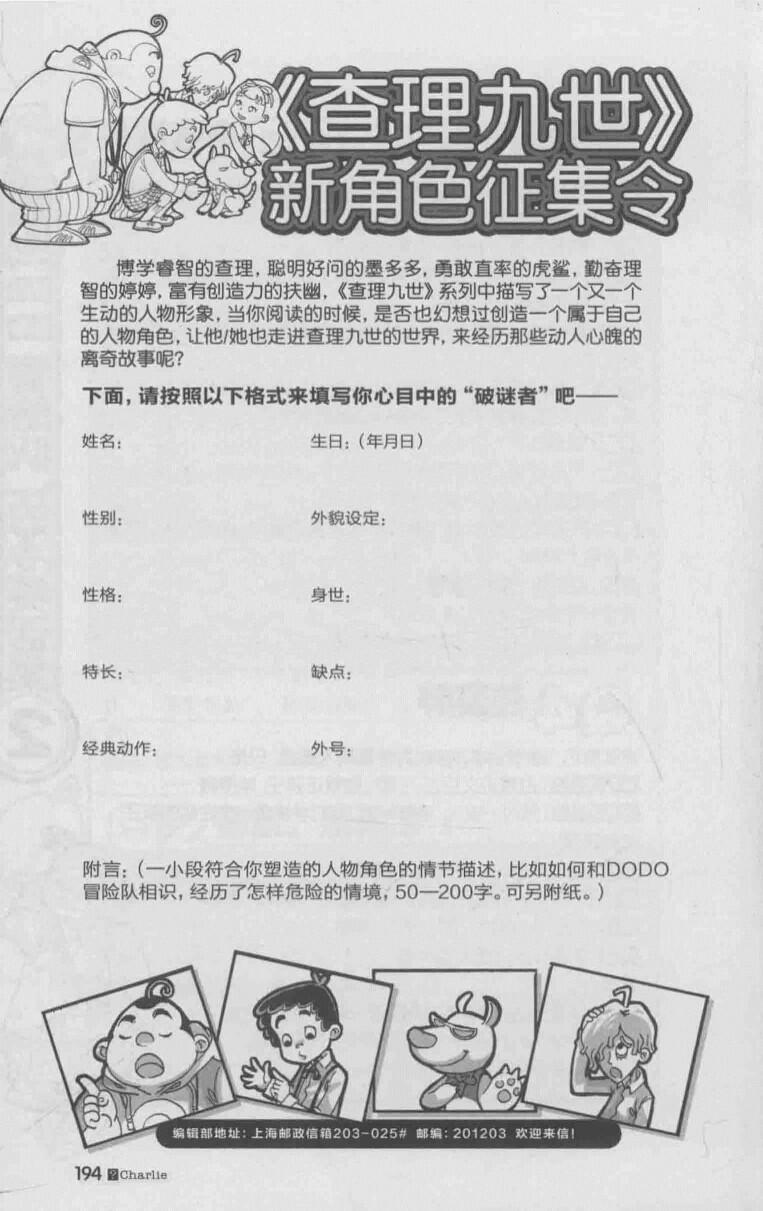 《查理九世》
新角色征集令
博学睿智的查理，聪明好问的墨多多，勇敢直率的虎鲨，勤奋理
智的婷婷，富有创造力的扶幽，《查理九世》系列中描写了一个又一个
生动的人物形象，当你阅读的时候，是否也幻想过创造一个属于自己
的人物角色，让他/她也走进查理九世的世界，来经历那些动人心魄的
离奇故事呢?
下面，请按照以下格式来填写你心目中的“破谜者”吧——
姓名: 生日:(年月日)
性别: 外貌设定:
性格: 身世:
特长: 缺点:
经典动作: 外号:
附言:(一小段符合你塑造的人物角色的情节描述，比如如何和DODO
冒险队相识，经历了怎样危险的情境，50—200字。可另附纸。)
编辑部地址: 上海邮政信箱203-025# 邮编: 201203 欢迎来信!
194 Charlie